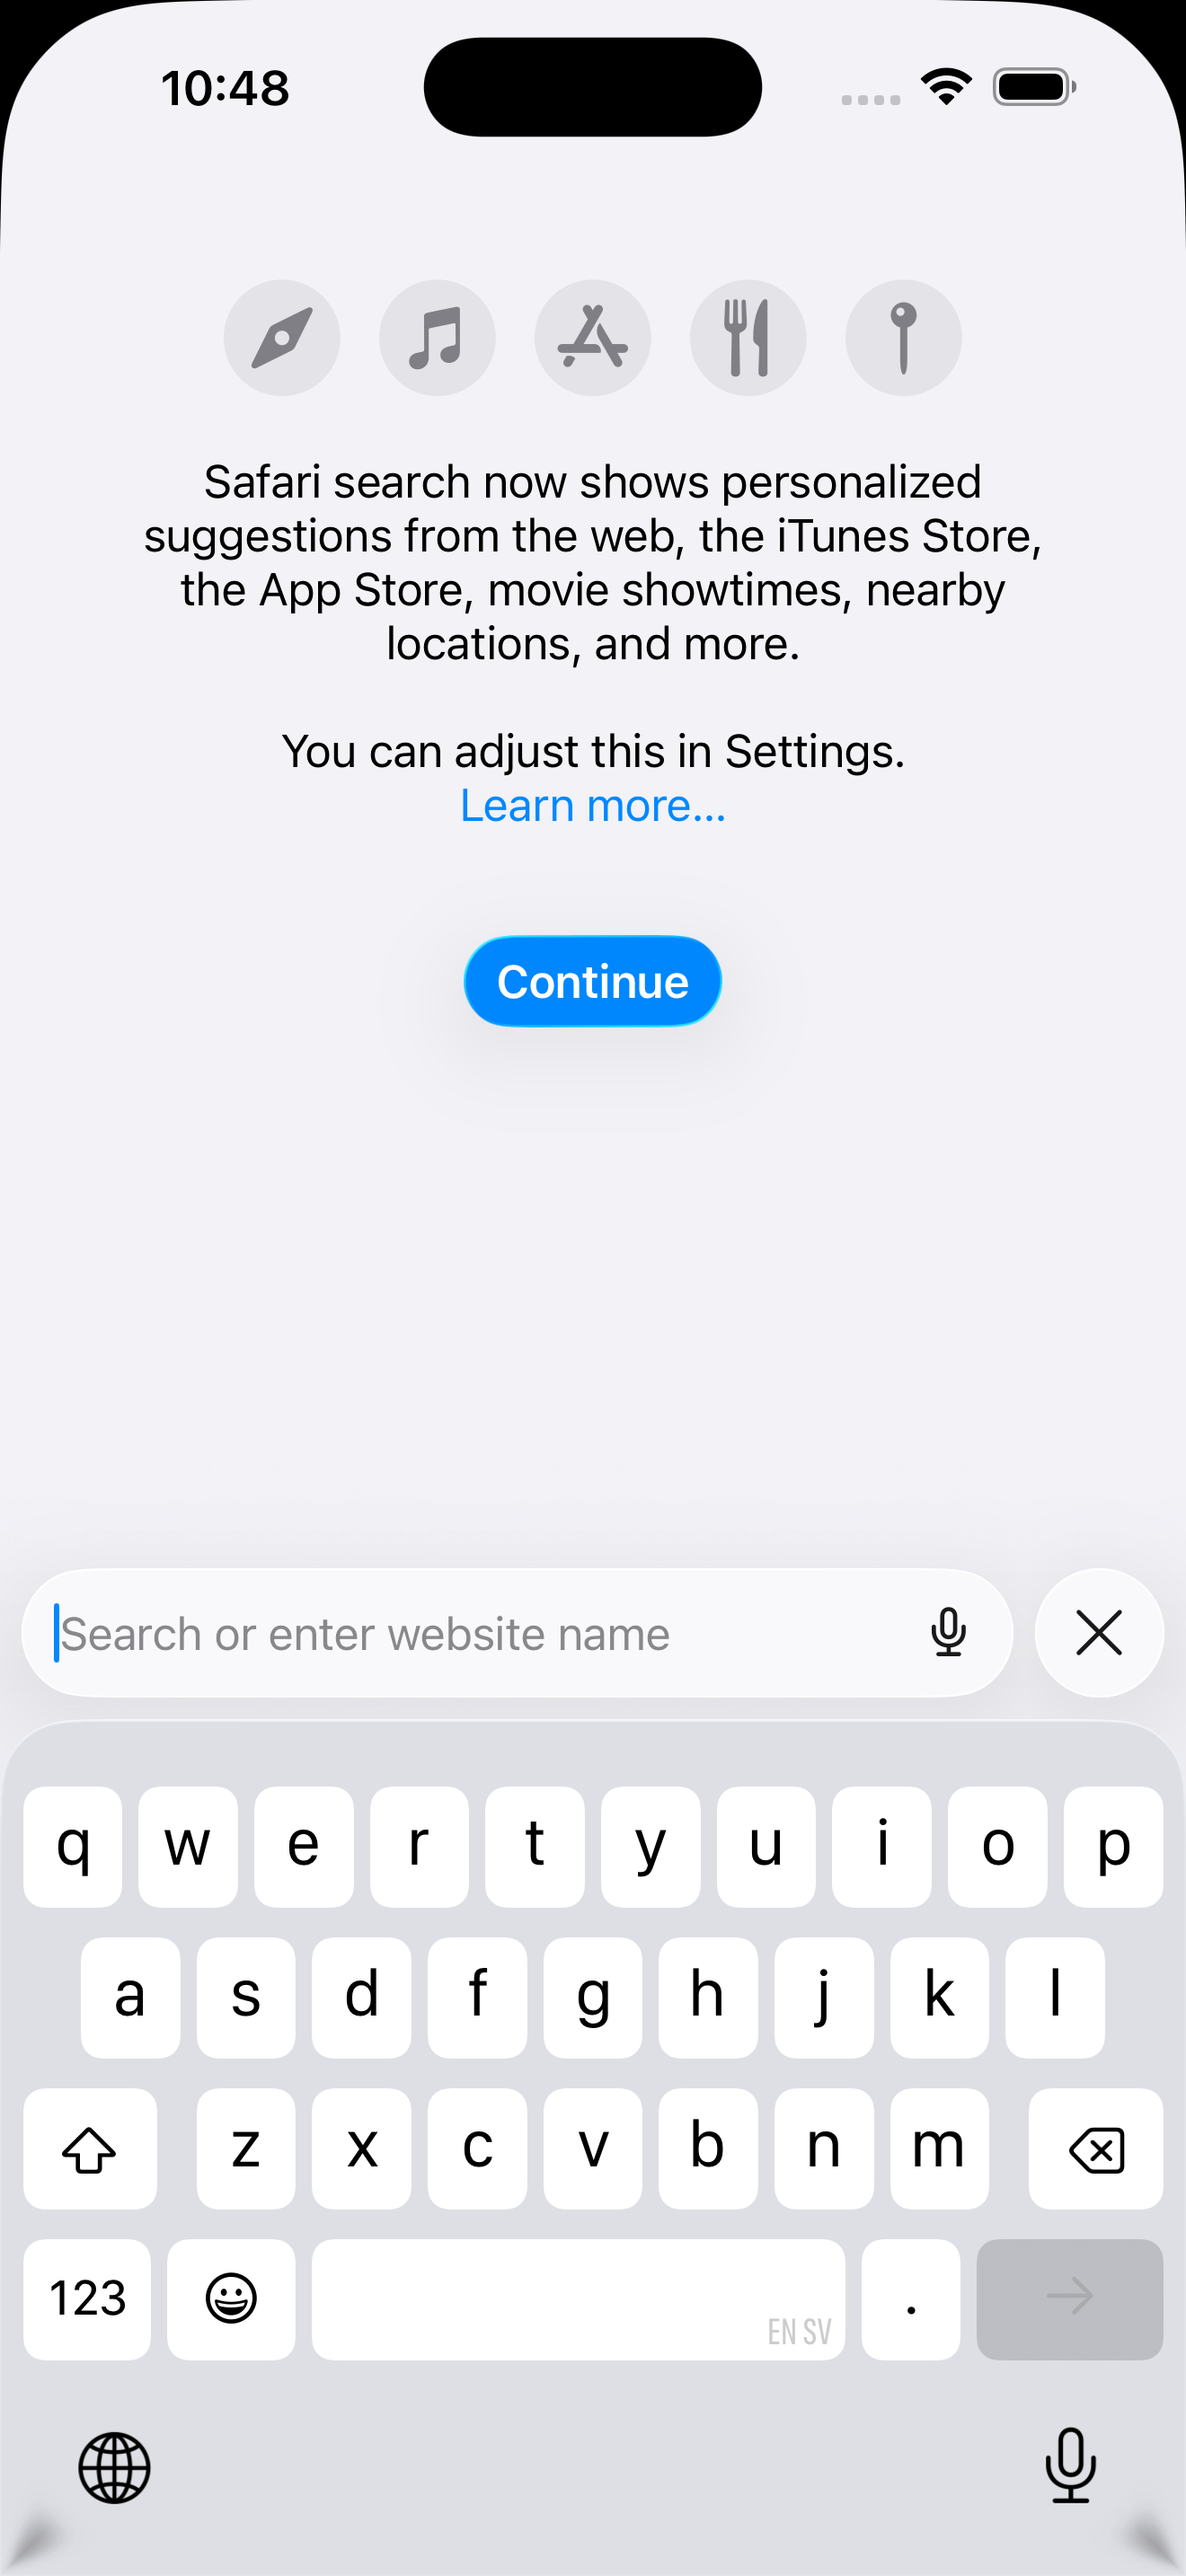 10:48
Safari search now shows personalized
suggestions from the web, the iTunes Store,
the App Store, movie showtimes, nearby
locations, and more.
You can adjust this in Settings.
Learn more...
Continue
Search or enter website name
q w e r t y u i o p
a s d f g h j k l
z x c v b n m
123 EN SV .